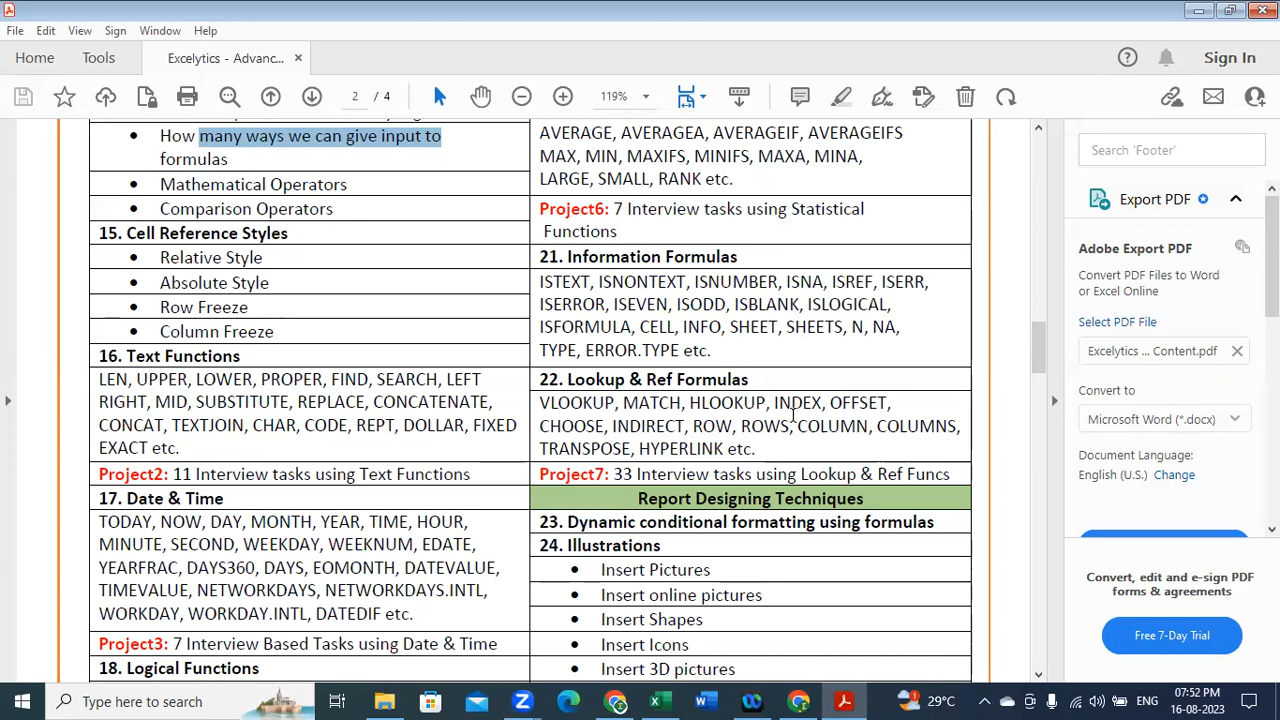 File Edit View Sign Window Help
Home Tools Excelytics - Advanc... × Sign In
2 / 4 119%
How many ways we can give input to
formulas
Mathematical Operators
Comparison Operators
15. Cell Reference Styles
Relative Style
Absolute Style
Row Freeze
Column Freeze
16. Text Functions
LEN, UPPER, LOWER, PROPER, FIND, SEARCH, LEFT
RIGHT, MID, SUBSTITUTE, REPLACE, CONCATENATE,
CONCAT, TEXTJOIN, CHAR, CODE, REPT, DOLLAR, FIXED
EXACT etc.
Project2: 11 Interview tasks using Text Functions
17. Date & Time
TODAY, NOW, DAY, MONTH, YEAR, TIME, HOUR,
MINUTE, SECOND, WEEKDAY, WEEKNUM, EDATE,
YEARFRAC, DAYS360, DAYS, EOMONTH, DATEVALUE,
TIMEVALUE, NETWORKDAYS, NETWORKDAYS.INTL,
WORKDAY, WORKDAY.INTL, DATEDIF etc.
Project3: 7 Interview Based Tasks using Date & Time
18. Logical Functions
AVERAGE, AVERAGEA, AVERAGEIF, AVERAGEIFS
MAX, MIN, MAXIFS, MINIFS, MAXA, MINA,
LARGE, SMALL, RANK etc.
Project6: 7 Interview tasks using Statistical
Functions
21. Information Formulas
ISTEXT, ISNONTEXT, ISNUMBER, ISNA, ISREF, ISERR,
ISERROR, ISEVEN, ISODD, ISBLANK, ISLOGICAL,
ISFORMULA, CELL, INFO, SHEET, SHEETS, N, NA,
TYPE, ERROR.TYPE etc.
22. Lookup & Ref Formulas
VLOOKUP, MATCH, HLOOKUP, INDEX, OFFSET,
CHOOSE, INDIRECT, ROW, ROWS, COLUMN, COLUMNS,
TRANSPOSE, HYPERLINK etc.
Project7: 33 Interview tasks using Lookup & Ref Funcs
Report Designing Techniques
23. Dynamic conditional formatting using formulas
24. Illustrations
Insert Pictures
Insert online pictures
Insert Shapes
Insert Icons
Insert 3D pictures
Search 'Footer'
Export PDF
Adobe Export PDF
Convert PDF Files to Word
or Excel Online
Select PDF File
Excelytics ... Content.pdf
Convert to
Microsoft Word (*.docx)
Document Language:
English (U.S.) Change
Convert, edit and e-sign PDF
forms & agreements
Free 7-Day Trial
Type here to search
29°C ENG
07:52 PM
16-08-2023